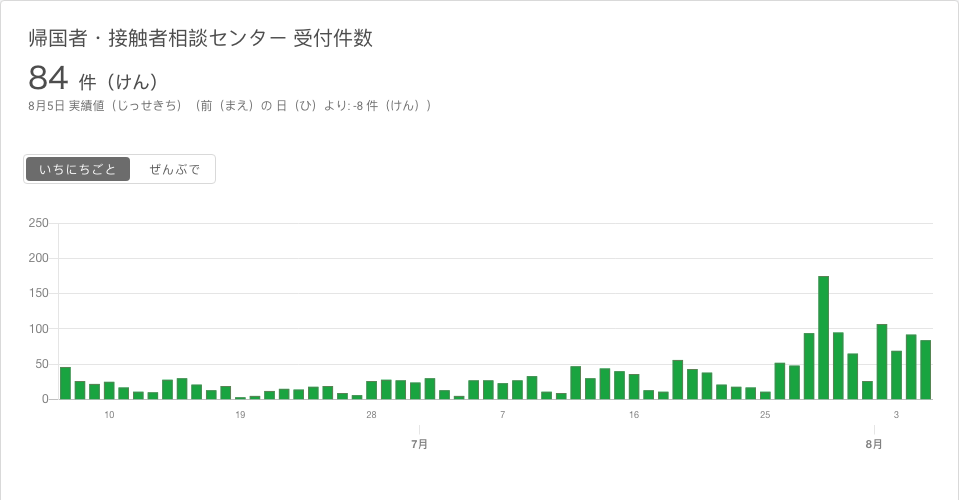 帰国者・接触者相談センター 受付件数
84 件（けん）
8月5日 実績値（じっせきち）（前（まえ）の 日（ひ）より: -8 件（けん））
いちにちごと ぜんぶで
250
200
150
100
50
0
10 19 28 7 16 25 3
7月 8月